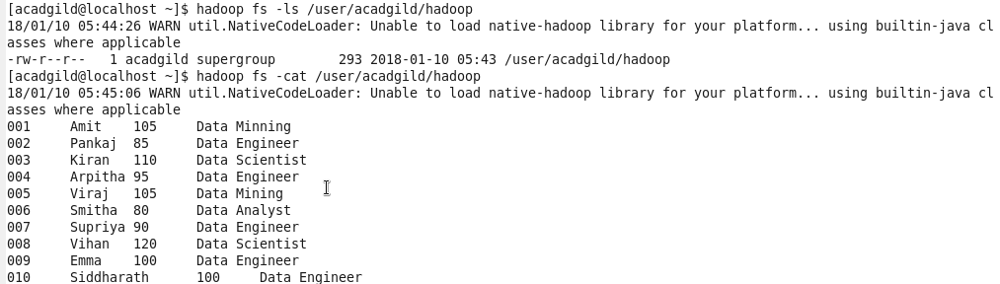 [acadgild@localhost ~]$ hadoop fs -ls /user/acadgild/hadoop
18/01/10 05:44:26 WARN util.NativeCodeLoader: Unable to load native-hadoop library for your platform... using builtin-java cl
asses where applicable
-rw-r--r--   1 acadgild supergroup        293 2018-01-10 05:43 /user/acadgild/hadoop
[acadgild@localhost ~]$ hadoop fs -cat /user/acadgild/hadoop
18/01/10 05:45:06 WARN util.NativeCodeLoader: Unable to load native-hadoop library for your platform... using builtin-java cl
asses where applicable
001     Amit    105     Data Minning
002     Pankaj  85      Data Engineer
003     Kiran   110     Data Scientist
004     Arpitha 95      Data Engineer
005     Viraj   105     Data Mining
006     Smitha  80      Data Analyst
007     Supriya 90      Data Engineer
008     Vihan   120     Data Scientist
009     Emma    100     Data Engineer
010     Siddharath      100     Data Engineer